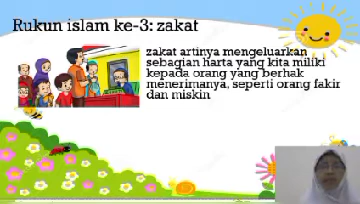 Rukun islam ke-3: zakat
zakat artinya mengeluarkan
sebagian harta yang kita miliki
kepada orang yang berhak
menerimanya, seperti orang fakir
dan miskin